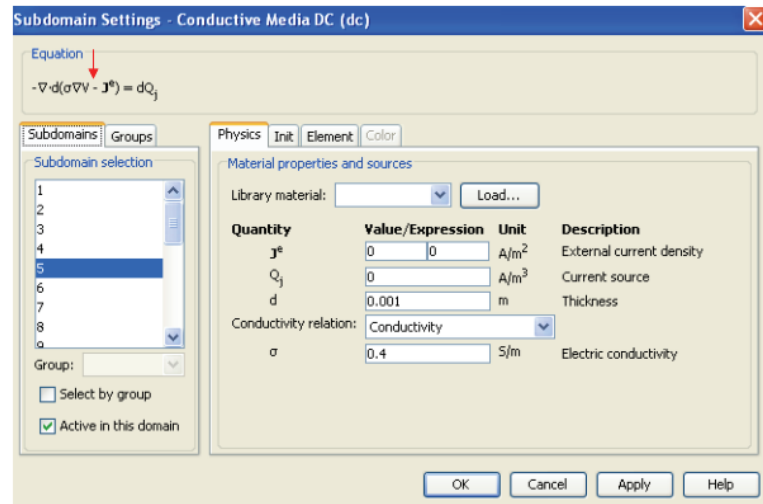 Subdomain Settings - Conductive Media DC (dc)
Equation
-∇·d(σ∇V - Jᵉ) = dQⱼ
Subdomains Groups
Subdomain selection
1
2
3
4
5
6
7
8
9
Group:
Select by group
Active in this domain
Physics Init Element Color
Material properties and sources
Library material: Load...
Quantity Value/Expression Unit Description
Jᵉ 0 0 A/m² External current density
Qⱼ 0 A/m³ Current source
d 0.001 m Thickness
Conductivity relation: Conductivity
σ 0.4 S/m Electric conductivity
OK Cancel Apply Help